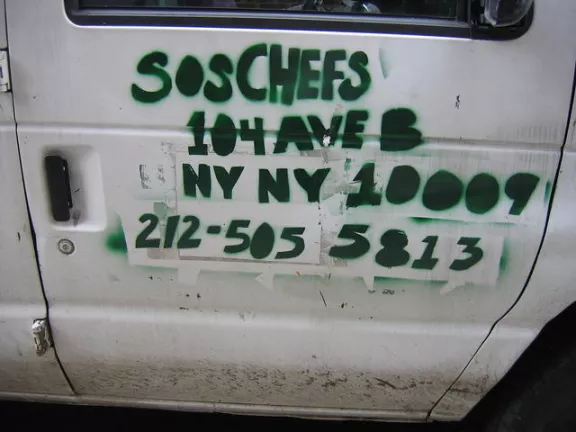 SOSCHEFS
104 AVE B
NY NY 10009
212-505 5813